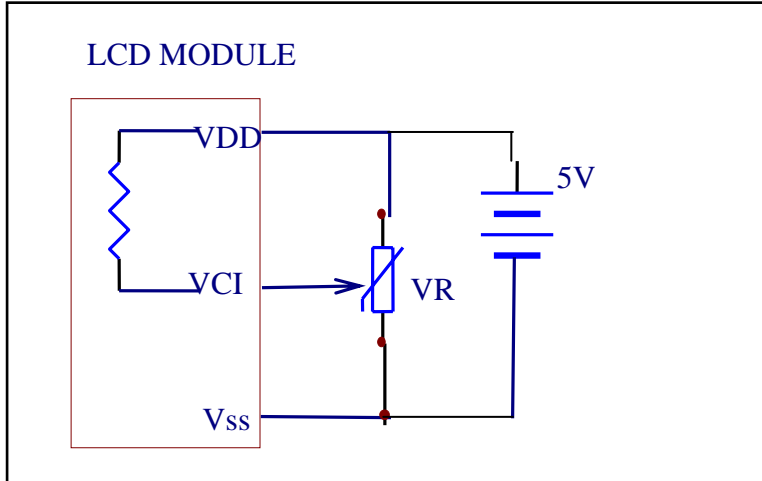 LCD MODULE
VDD
5V
VCI
VR
Vss